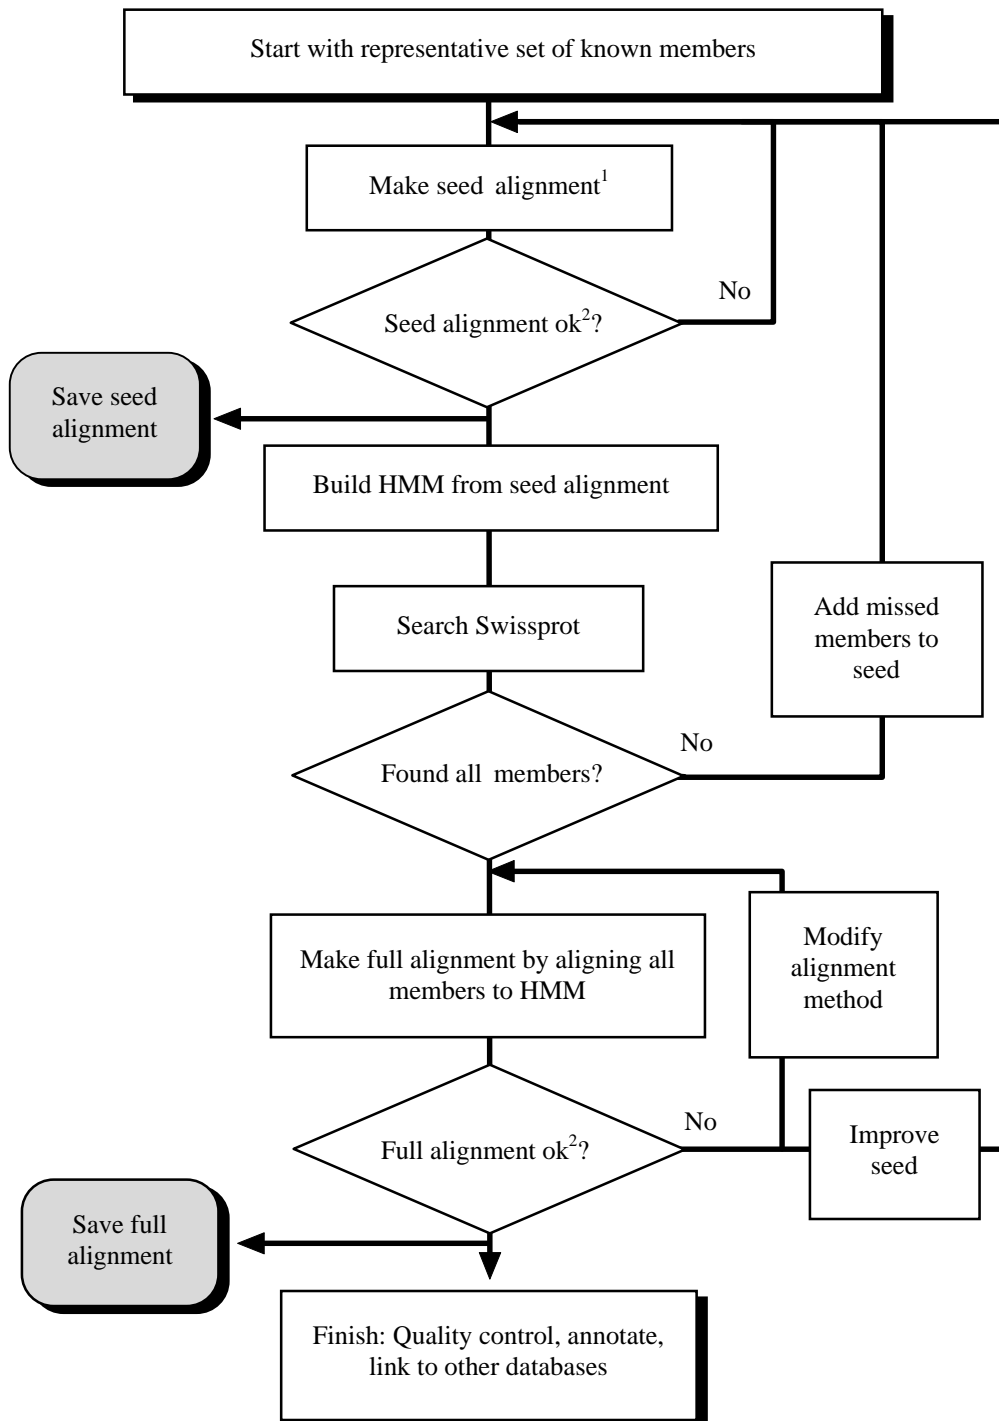 Start with representative set of known members
Make seed alignment¹
No
Seed alignment ok²?
Save seed
alignment
Build HMM from seed alignment
Search Swissprot
Add missed
members to
seed
No
Found all members?
Modify
alignment
method
Make full alignment by aligning all
members to HMM
No
Full alignment ok²?
Improve
seed
Save full
alignment
Finish: Quality control, annotate,
link to other databases